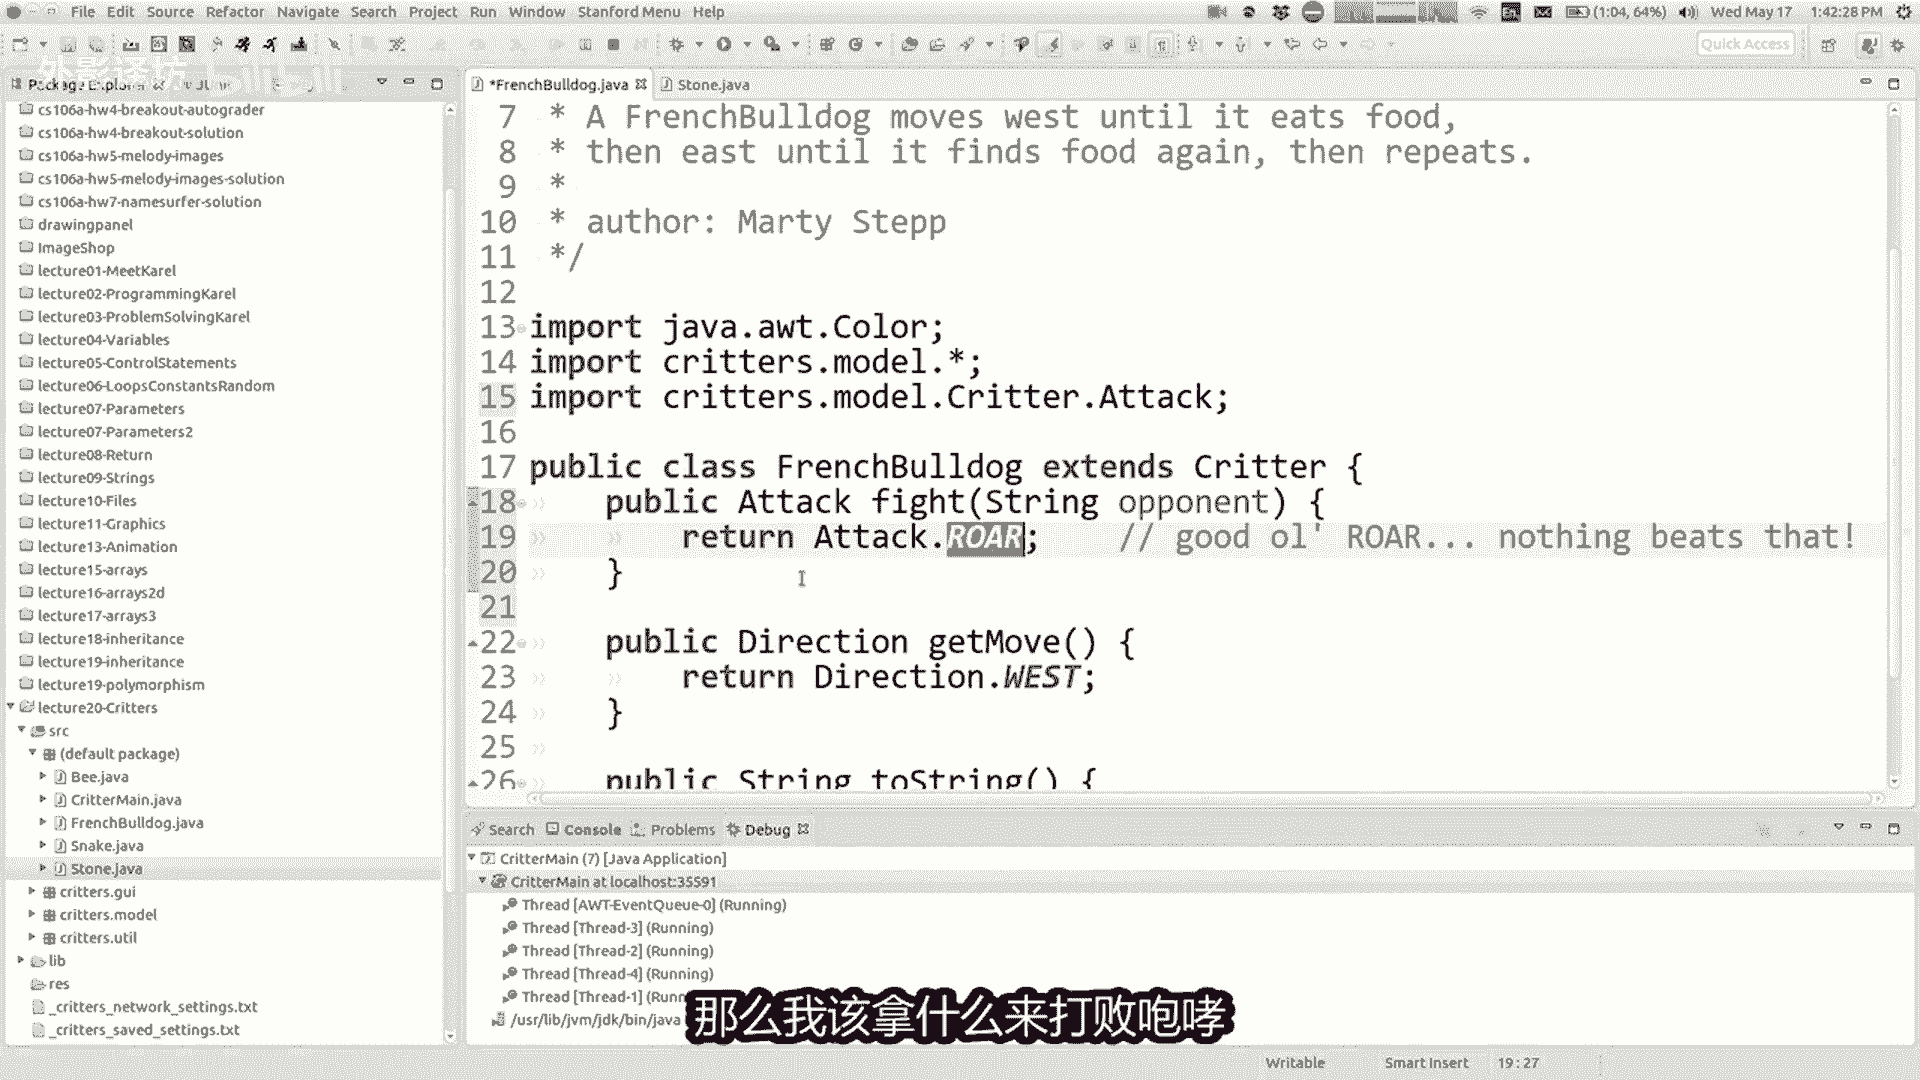 File Edit Source Refactor Navigate Search Project Run Window Stanford Menu Help
(1:04, 64%) Wed May 17 1:42:28 PM
Quick Access
外影译坊 bilibili
Package Explorer
*FrenchBulldog.java Stone.java
cs106a-hw4-breakout-autograder
cs106a-hw4-breakout-solution
cs106a-hw5-melody-images
cs106a-hw5-melody-images-solution
cs106a-hw7-namesurfer-solution
drawingpanel
ImageShop
lecture01-MeetKarel
lecture02-ProgrammingKarel
lecture03-ProblemSolvingKarel
lecture04-Variables
lecture05-ControlStatements
lecture06-LoopsConstantsRandom
lecture07-Parameters
lecture07-Parameters2
lecture08-Return
lecture09-Strings
lecture10-Files
lecture11-Graphics
lecture13-Animation
lecture15-arrays
lecture16-arrays2d
lecture17-arrays3
lecture18-inheritance
lecture19-inheritance
lecture19-polymorphism
lecture20-Critters
src
(default package)
Bee.java
CritterMain.java
FrenchBulldog.java
Snake.java
Stone.java
critters.gui
critters.model
critters.util
lib
res
_critters_network_settings.txt
_critters_saved_settings.txt
7 * A FrenchBulldog moves west until it eats food,
8 * then east until it finds food again, then repeats.
9 *
10 * author: Marty Stepp
11 */
12
13 import java.awt.Color;
14 import critters.model.*;
15 import critters.model.Critter.Attack;
16
17 public class FrenchBulldog extends Critter {
18 public Attack fight(String opponent) {
19 return Attack.ROAR; // good ol' ROAR... nothing beats that!
20 }
21
22 public Direction getMove() {
23 return Direction.WEST;
24 }
25
26 public String toString() {
Search Console Problems Debug
CritterMain (7) [Java Application]
CritterMain at localhost:35591
Thread [AWT-EventQueue-0] (Running)
Thread [Thread-3] (Running)
Thread [Thread-2] (Running)
Thread [Thread-4] (Running)
Thread [Thread-1]
/usr/lib/jvm/jdk/bin/java
那么我该拿什么来打败咆哮
Writable Smart Insert 19:27